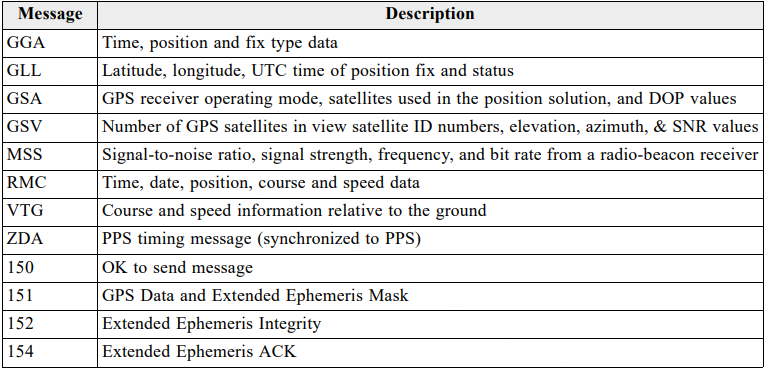 Message Description
GGA Time, position and fix type data
GLL Latitude, longitude, UTC time of position fix and status
GSA GPS receiver operating mode, satellites used in the position solution, and DOP values
GSV Number of GPS satellites in view satellite ID numbers, elevation, azimuth, & SNR values
MSS Signal-to-noise ratio, signal strength, frequency, and bit rate from a radio-beacon receiver
RMC Time, date, position, course and speed data
VTG Course and speed information relative to the ground
ZDA PPS timing message (synchronized to PPS)
150 OK to send message
151 GPS Data and Extended Ephemeris Mask
152 Extended Ephemeris Integrity
154 Extended Ephemeris ACK